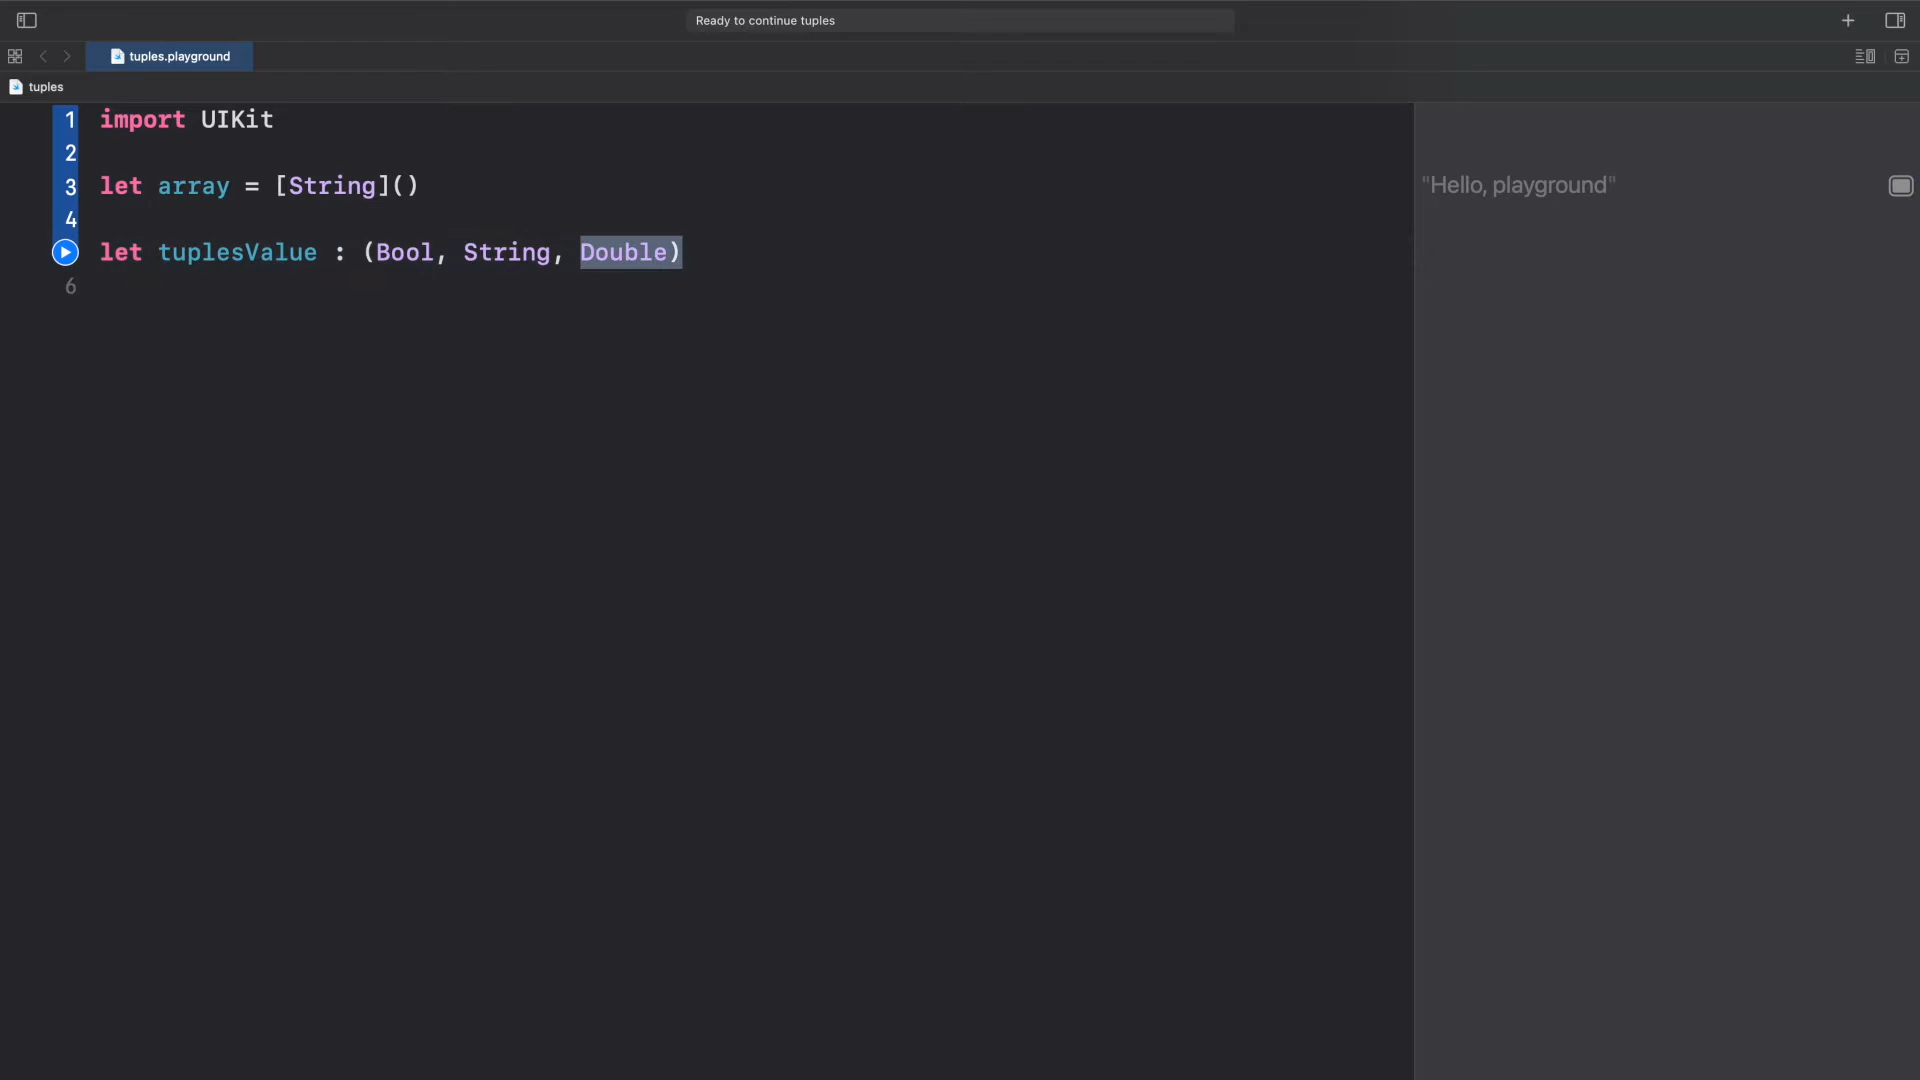 Ready to continue tuples
tuples.playground
tuples
1 import UIKit
2
3 let array = [String]()
"Hello, playground"
4
let tuplesValue : (Bool, String, Double)
6